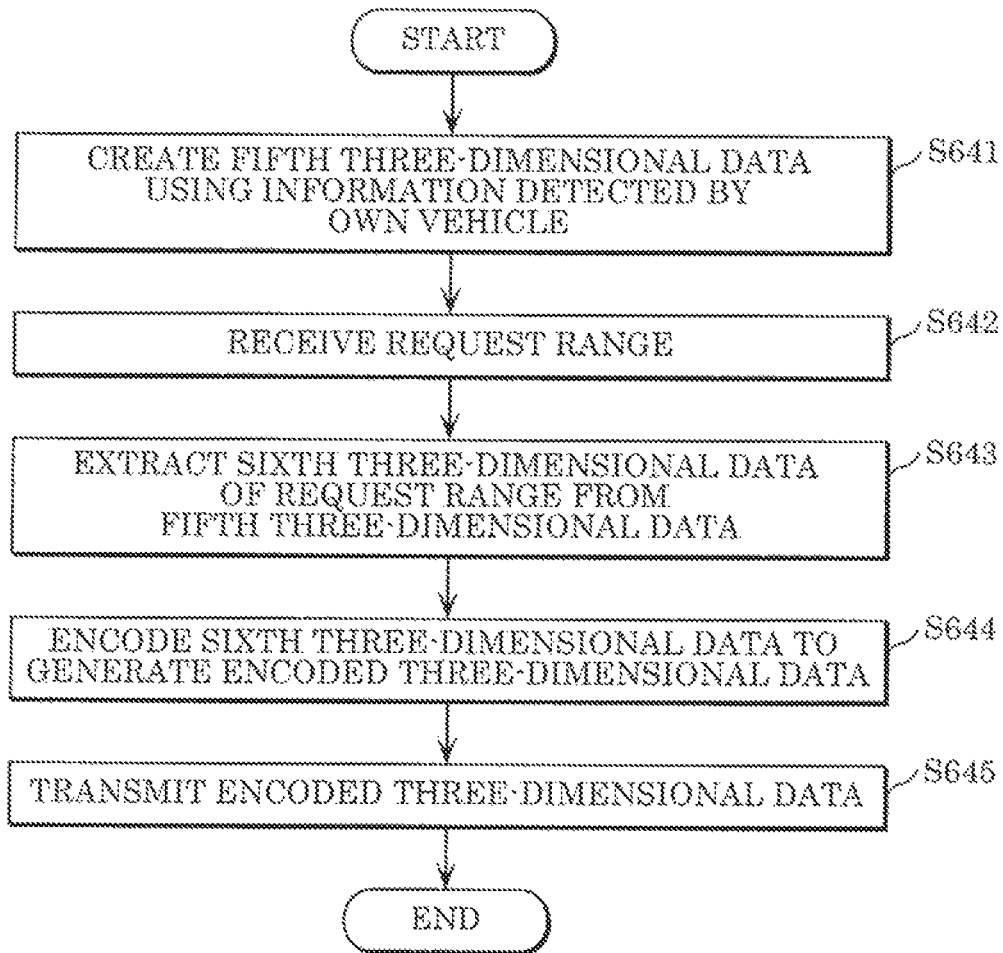 START
CREATE FIFTH THREE-DIMENSIONAL DATA
USING INFORMATION DETECTED BY
OWN VEHICLE
S641
RECEIVE REQUEST RANGE
S642
EXTRACT SIXTH THREE-DIMENSIONAL DATA
OF REQUEST RANGE FROM
FIFTH THREE-DIMENSIONAL DATA
S643
ENCODE SIXTH THREE-DIMENSIONAL DATA TO
GENERATE ENCODED THREE-DIMENSIONAL DATA
S644
TRANSMIT ENCODED THREE-DIMENSIONAL DATA
S645
END